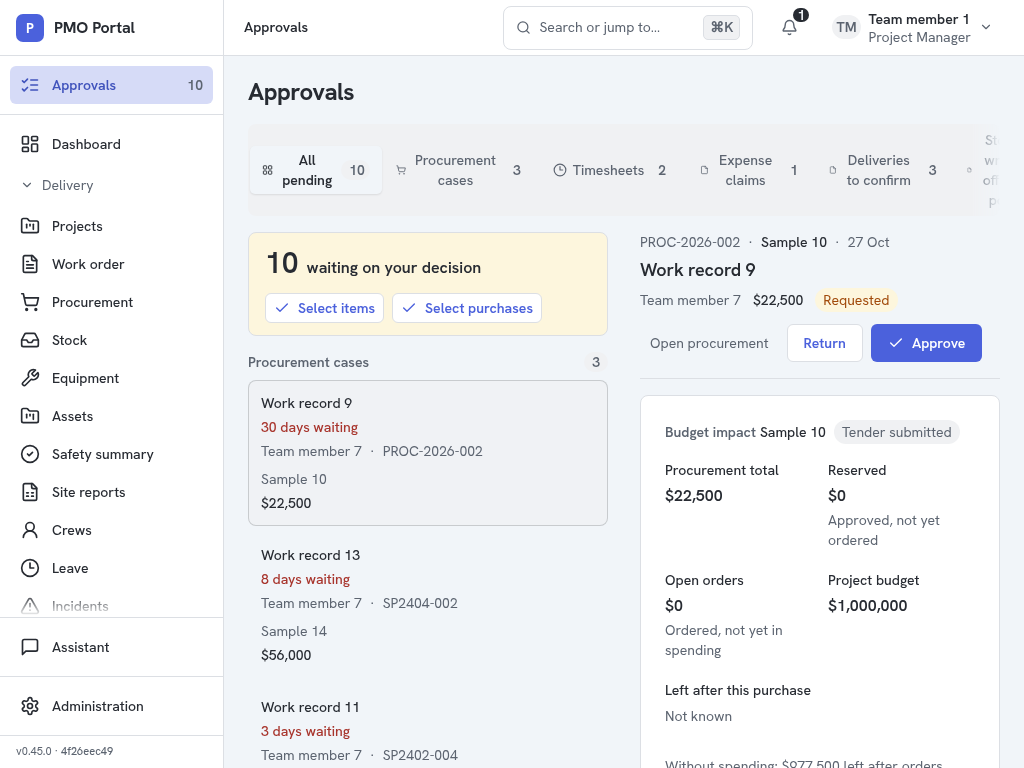 P PMO Portal
Approvals
Search or jump to... ⌘K
1
TM
Team member 1
Project Manager
Approvals 10
Dashboard
Delivery
Projects
Work order
Procurement
Stock
Equipment
Assets
Safety summary
Site reports
Crews
Leave
Incidents
Assistant
Administration
v0.45.0 · 4f26eec49
Approvals
All pending 10
Procurement cases 3
Timesheets 2
Expense claims 1
Deliveries to confirm 3
10 waiting on your decision
Select items
Select purchases
Procurement cases 3
Work record 9
30 days waiting
Team member 7 · PROC-2026-002
Sample 10
$22,500
Work record 13
8 days waiting
Team member 7 · SP2404-002
Sample 14
$56,000
Work record 11
3 days waiting
Team member 7 · SP2402-004
PROC-2026-002 · Sample 10 · 27 Oct
Work record 9
Team member 7 $22,500 Requested
Open procurement
Return
Approve
Budget impact Sample 10 Tender submitted
Procurement total
$22,500
Reserved
$0
Approved, not yet
ordered
Open orders
$0
Ordered, not yet in
spending
Project budget
$1,000,000
Left after this purchase
Not known
Without spending: $977,500 left after orders